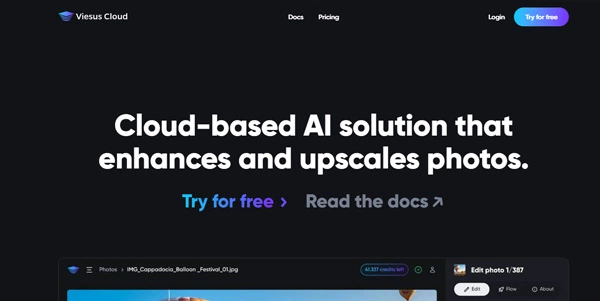 Viesus Cloud Docs Pricing Login Try for free
Cloud-based AI solution that
enhances and upscales photos.
Try for free › Read the docs ↗
Photos › IMG_Cappadocia_Balloon _Festival_01.jpg 61.337 credits left Edit photo 1/387
Edit Flow About